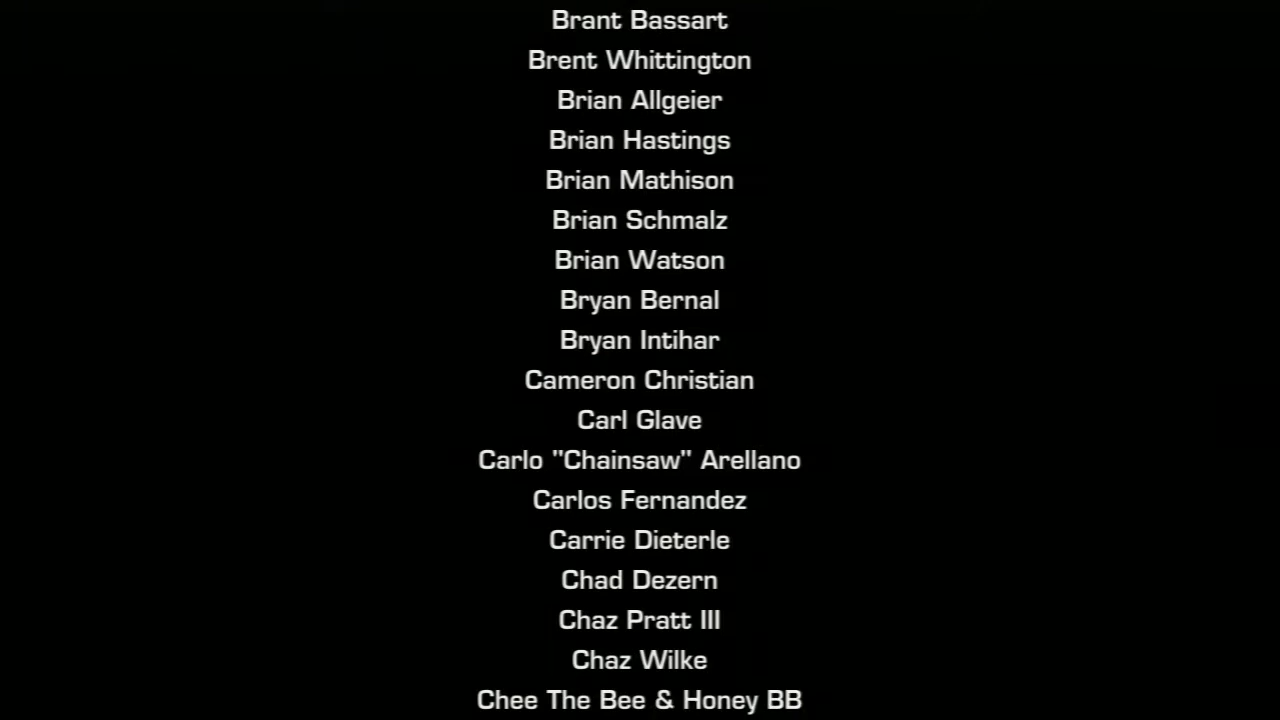 Brant Bassart
Brent Whittington
Brian Allgeier
Brian Hastings
Brian Mathison
Brian Schmalz
Brian Watson
Bryan Bernal
Bryan Intihar
Cameron Christian
Carl Glave
Carlo "Chainsaw" Arellano
Carlos Fernandez
Carrie Dieterle
Chad Dezern
Chaz Pratt III
Chaz Wilke
Chee The Bee & Honey BB